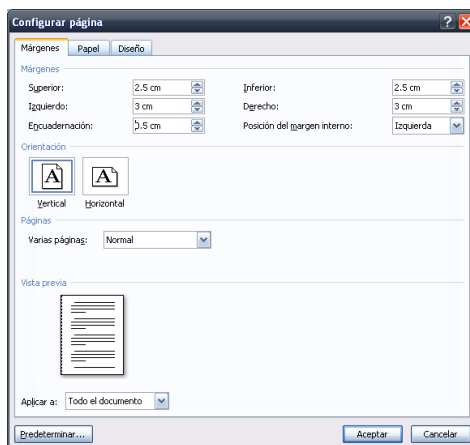 Configurar página
Márgenes Papel Diseño
Márgenes
Superior: 2.5 cm Inferior: 2.5 cm
Izquierdo: 3 cm Derecho: 3 cm
Encuadernación: 0.5 cm Posición del margen interno: Izquierda
Orientación
A A
Vertical Horizontal
Páginas
Varias páginas: Normal
Vista previa
Aplicar a: Todo el documento
Predeterminar... Aceptar Cancelar